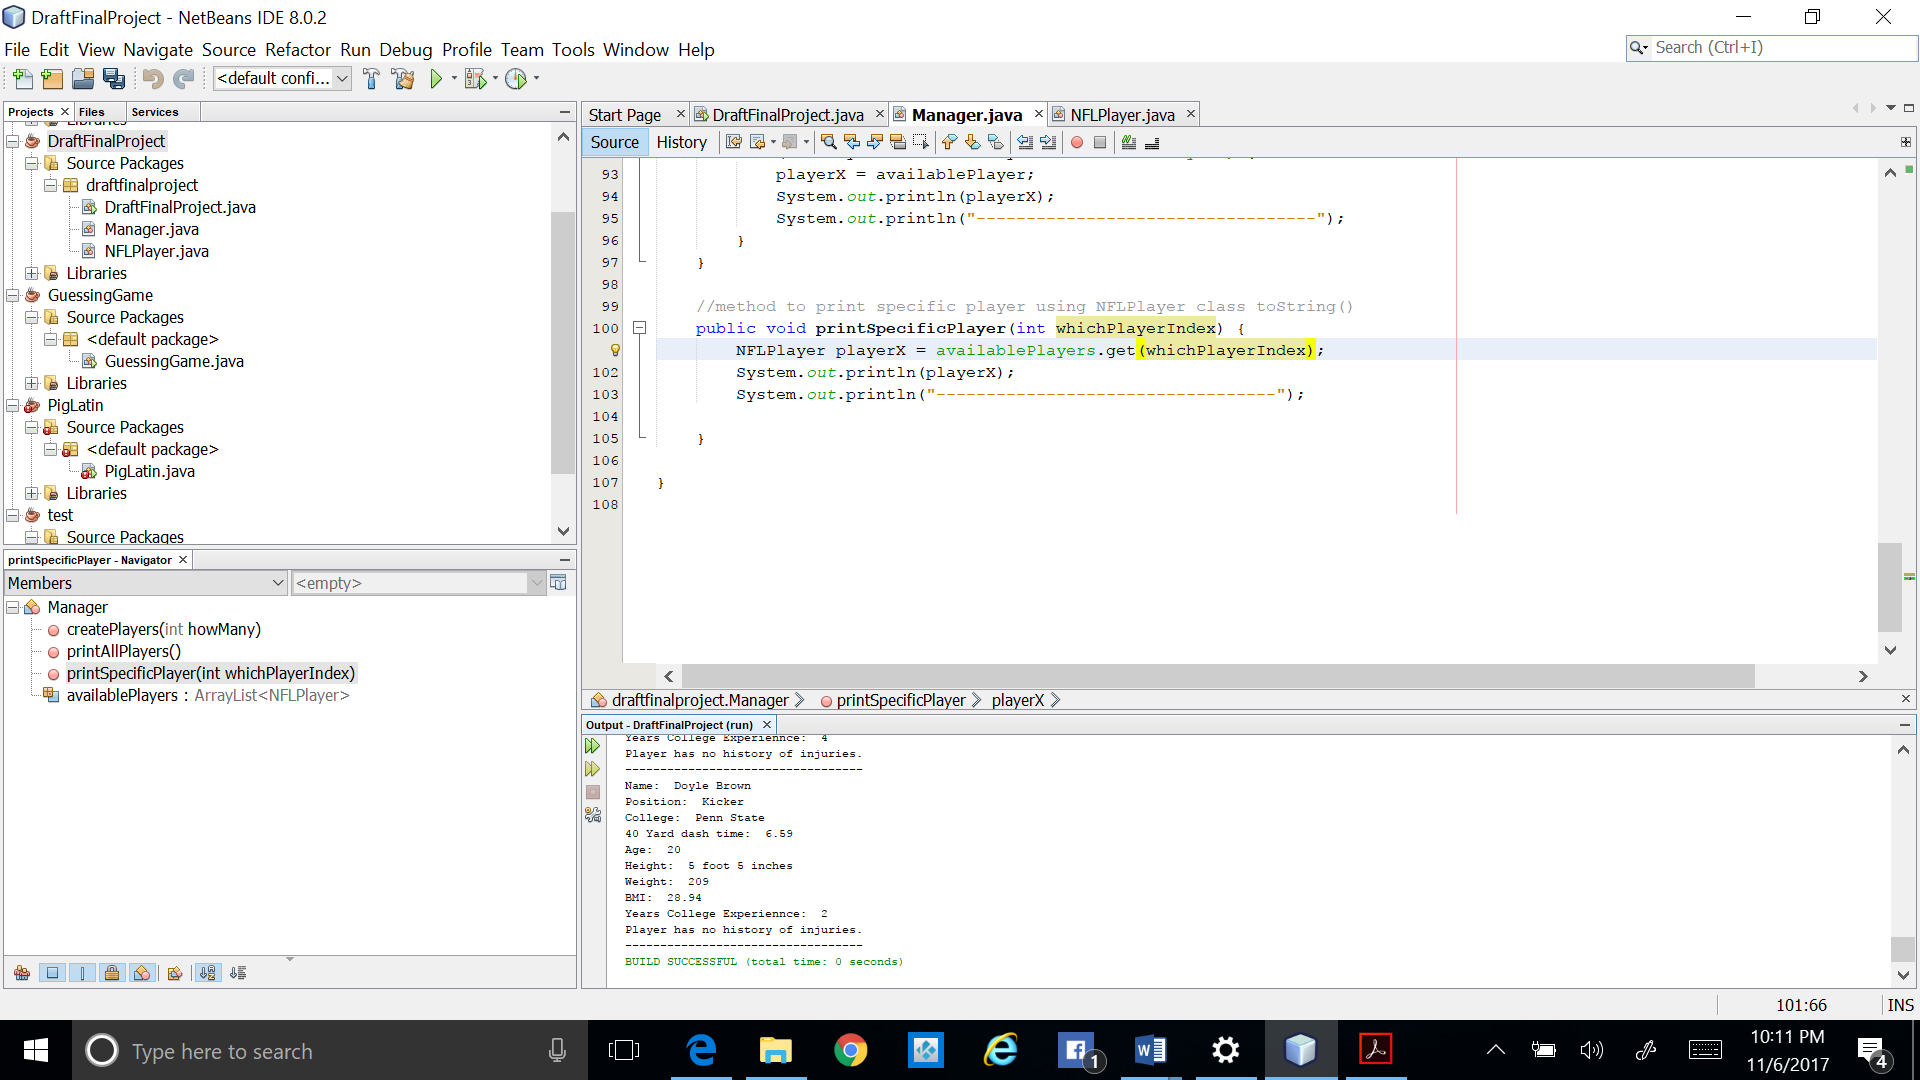 DraftFinalProject - NetBeans IDE 8.0.2
File Edit View Navigate Source Refactor Run Debug Profile Team Tools Window Help
Search (Ctrl+I)
<default confi...
Projects Files Services
Libraries
DraftFinalProject
Source Packages
draftfinalproject
DraftFinalProject.java
Manager.java
NFLPlayer.java
Libraries
GuessingGame
Source Packages
<default package>
GuessingGame.java
Libraries
PigLatin
Source Packages
<default package>
PigLatin.java
Libraries
test
Source Packages
printSpecificPlayer - Navigator
Members <empty>
Manager
createPlayers(int howMany)
printAllPlayers()
printSpecificPlayer(int whichPlayerIndex)
availablePlayers : ArrayList<NFLPlayer>
Start Page DraftFinalProject.java Manager.java NFLPlayer.java
Source History
93 playerX = availablePlayer;
94 System.out.println(playerX);
95 System.out.println("----------------------------------");
96 }
97 }
98
99 //method to print specific player using NFLPlayer class toString()
100 public void printSpecificPlayer(int whichPlayerIndex) {
NFLPlayer playerX = availablePlayers.get(whichPlayerIndex);
102 System.out.println(playerX);
103 System.out.println("----------------------------------");
104
105 }
106
107 }
108
draftfinalproject.Manager printSpecificPlayer playerX
Output - DraftFinalProject (run)
Years College Experiennce: 4
Player has no history of injuries.
----------------------------------
Name: Doyle Brown
Position: Kicker
College: Penn State
40 Yard dash time: 6.59
Age: 20
Height: 5 foot 5 inches
Weight: 209
BMI: 28.94
Years College Experiennce: 2
Player has no history of injuries.
----------------------------------
BUILD SUCCESSFUL (total time: 0 seconds)
101:66 INS
Type here to search
1
10:11 PM
11/6/2017
4